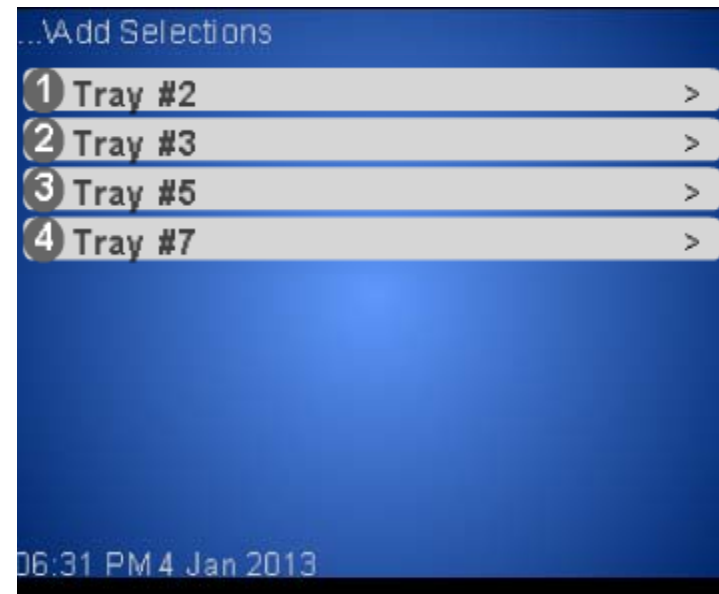 ...\Add Selections
1 Tray #2 >
2 Tray #3 >
3 Tray #5 >
4 Tray #7 >
06:31 PM 4 Jan 2013